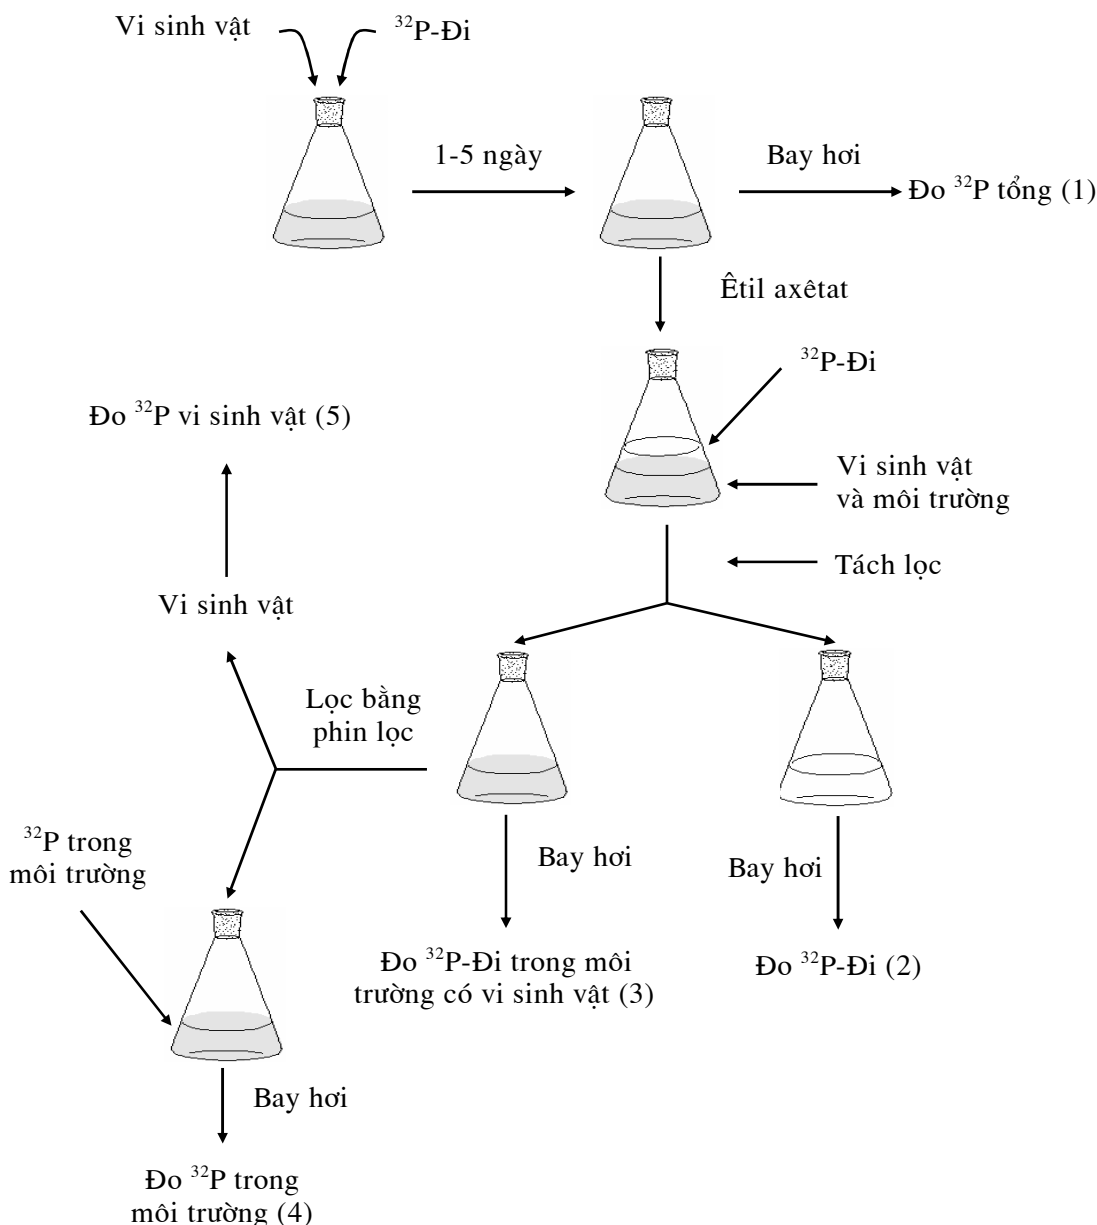 Vi sinh vật
³²P-Đi
1-5 ngày
Bay hơi
Đo ³²P tổng (1)
Êtil axêtat
³²P-Đi
Đo ³²P vi sinh vật (5)
Vi sinh vật
và môi trường
Tách lọc
Vi sinh vật
Lọc bằng
phin lọc
³²P trong
môi trường
Bay hơi
Bay hơi
Đo ³²P-Đi trong môi
trường có vi sinh vật (3)
Đo ³²P-Đi (2)
Bay hơi
Đo ³²P trong
môi trường (4)